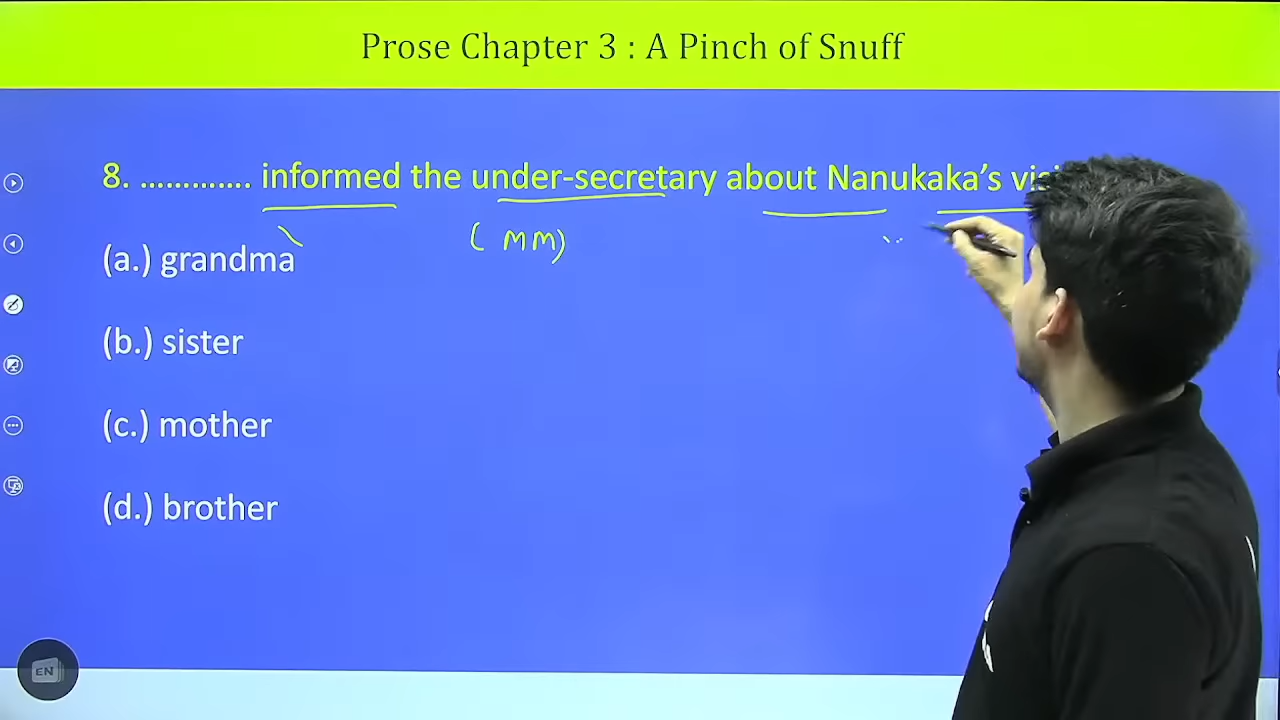 Prose Chapter 3 : A Pinch of Snuff
8. ............. informed the under-secretary about Nanukaka's
( MM)
(a.) grandma
(b.) sister
(c.) mother
(d.) brother
EN